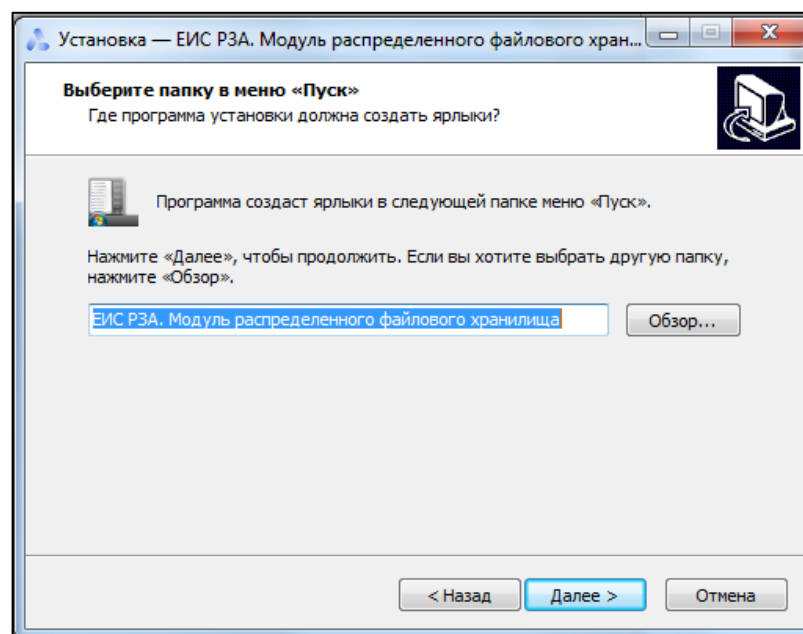 Установка — ЕИС РЗА. Модуль распределенного файлового хран...
Выберите папку в меню «Пуск»
Где программа установки должна создать ярлыки?
Программа создаст ярлыки в следующей папке меню «Пуск».
Нажмите «Далее», чтобы продолжить. Если вы хотите выбрать другую папку,
нажмите «Обзор».
ЕИС РЗА. Модуль распределенного файлового хранилища
Обзор...
< Назад
Далее >
Отмена